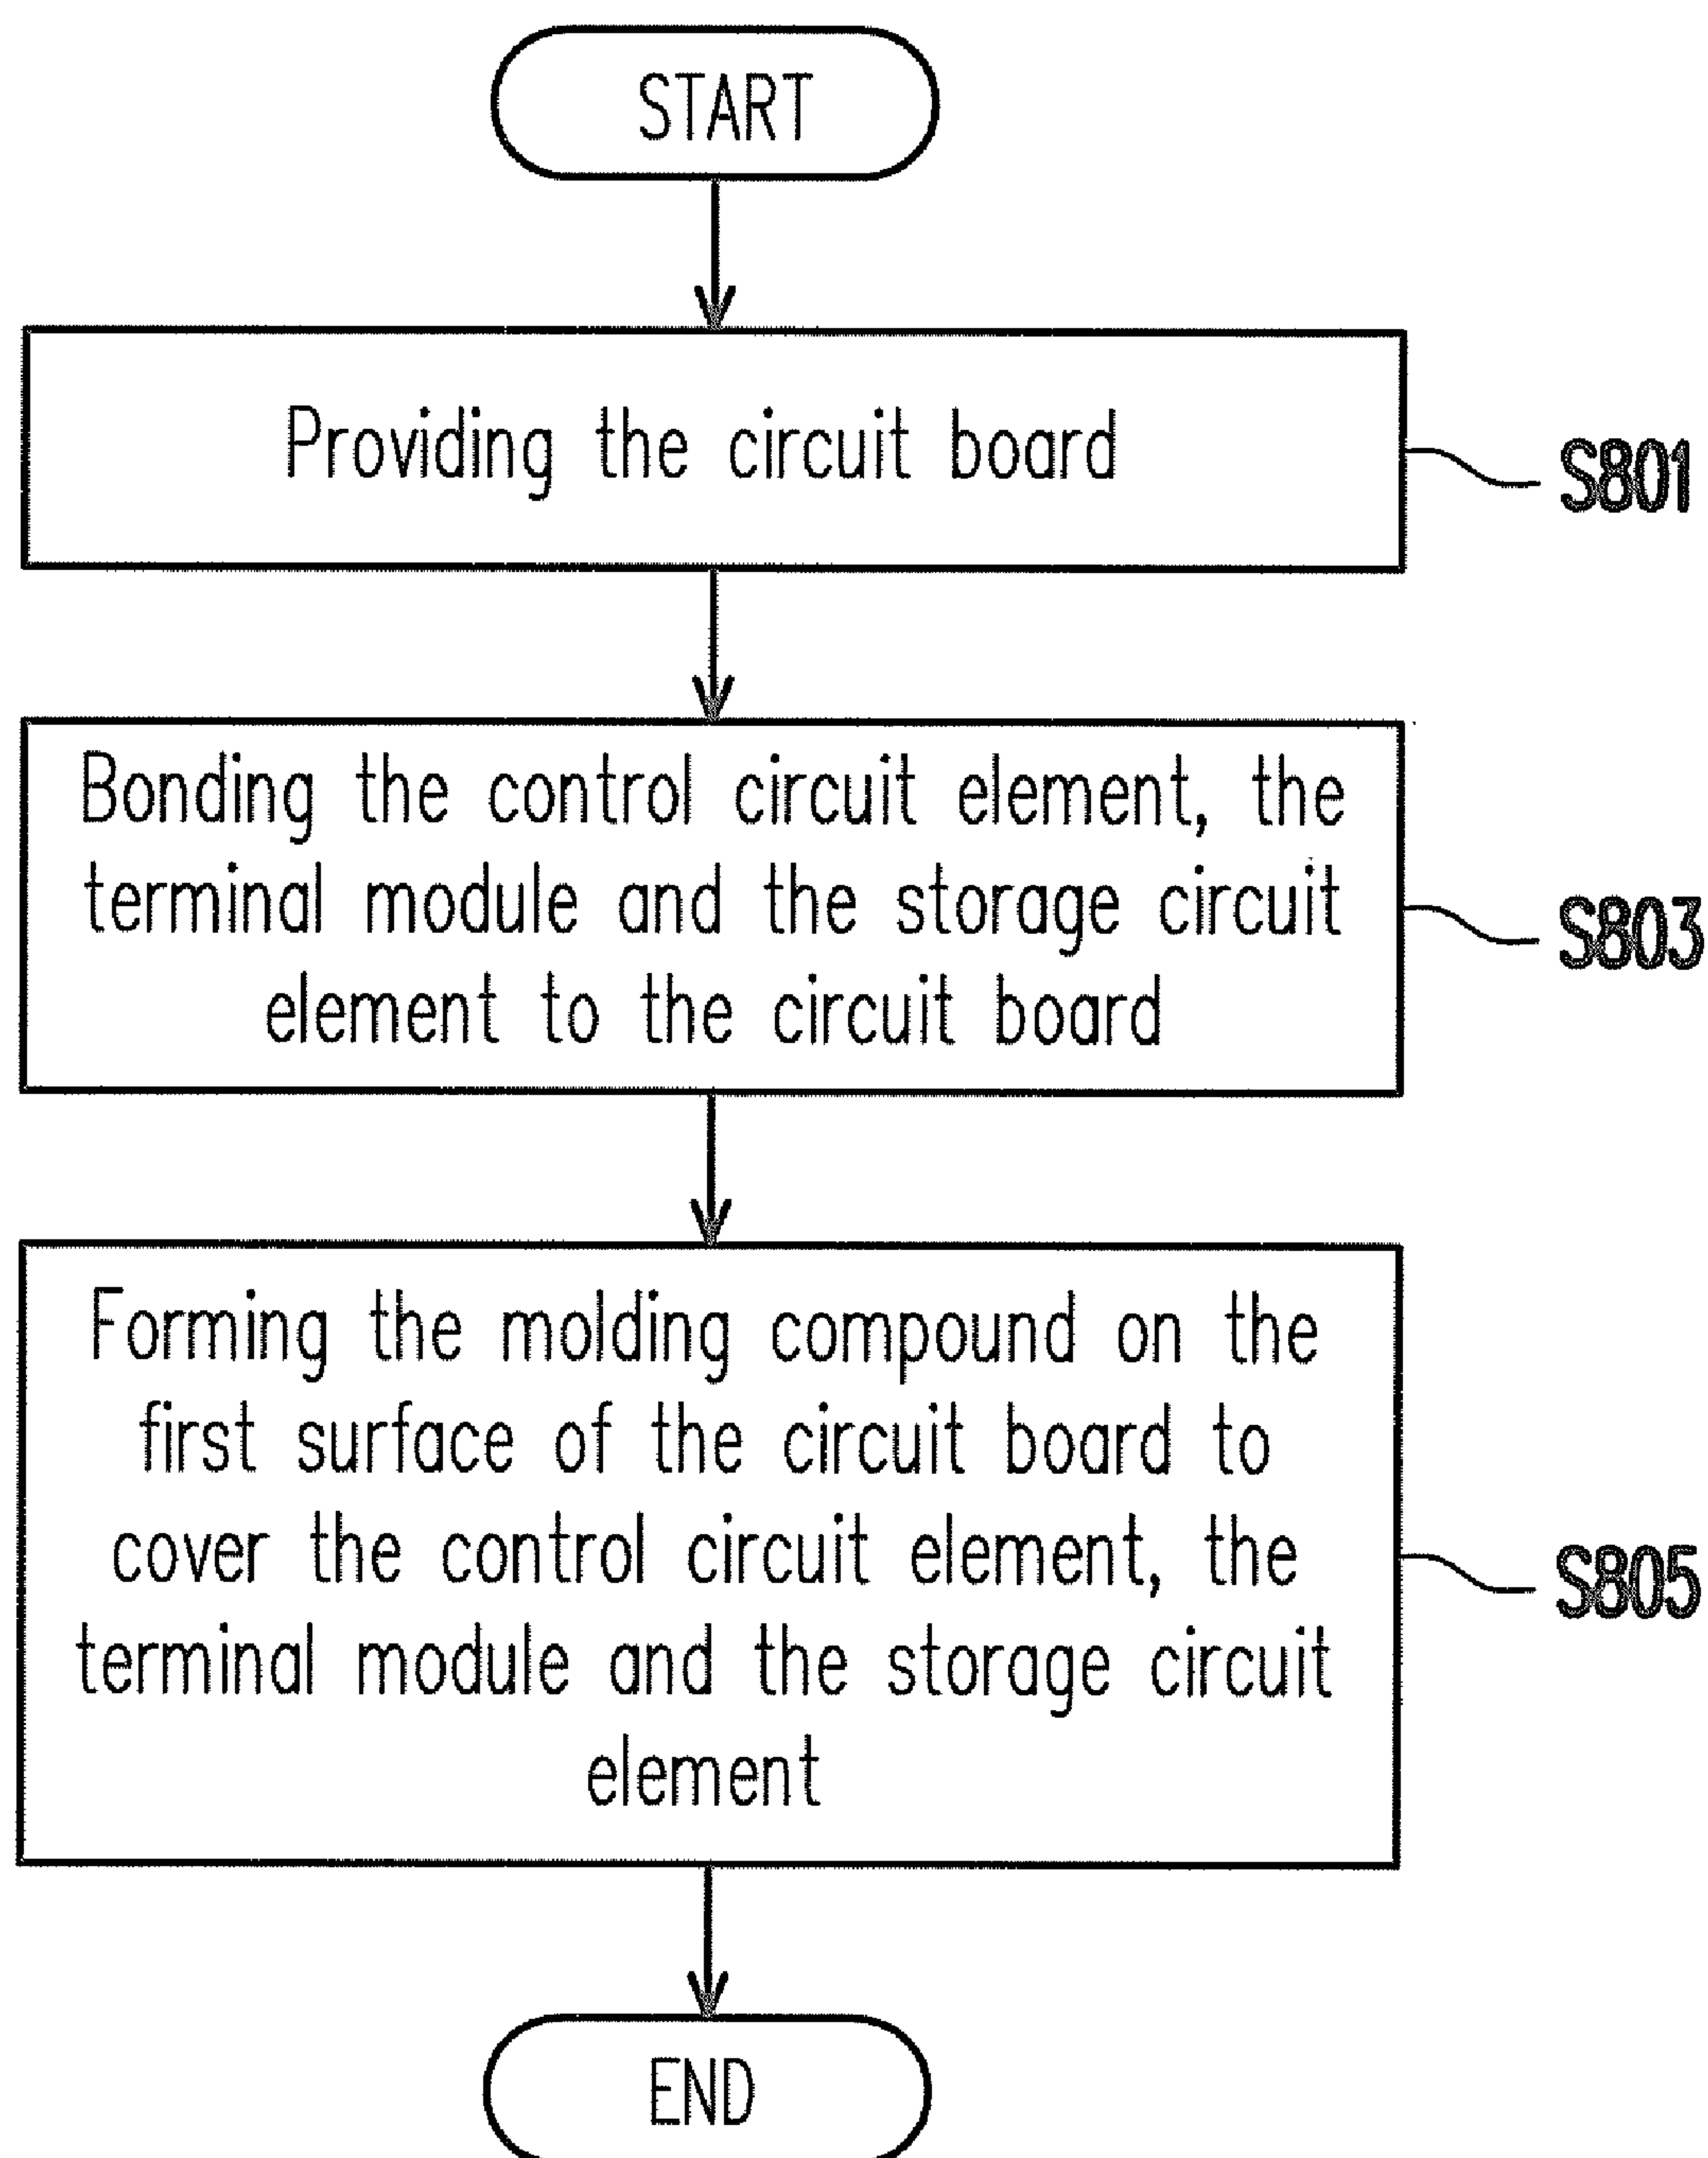 START
Providing the circuit board
S801
Bonding the control circuit element, the
terminal module and the storage circuit
element to the circuit board
S803
Forming the molding compound on the
first surface of the circuit board to
cover the control circuit element, the
terminal module and the storage circuit
element
S805
END